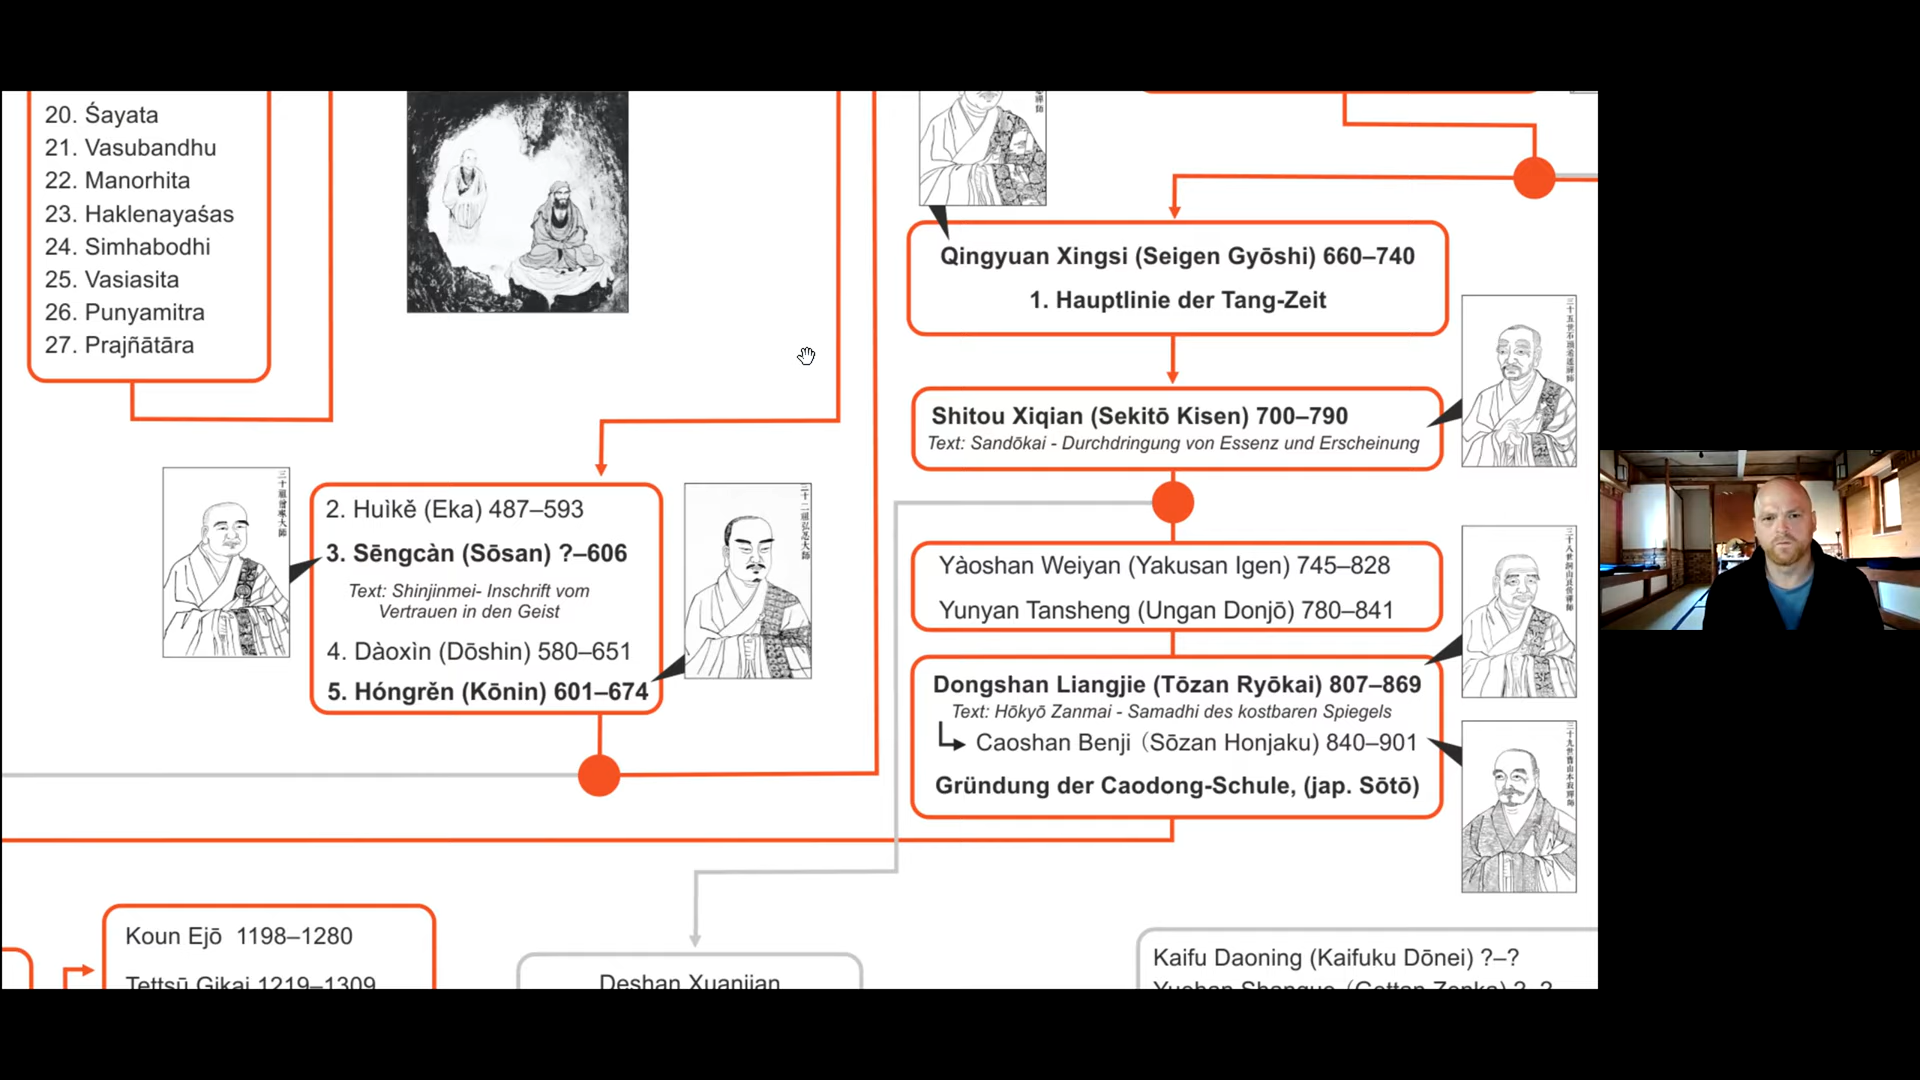 20. Śayata
21. Vasubandhu
22. Manorhita
23. Haklenayaśas
24. Simhabodhi
25. Vasiasita
26. Punyamitra
27. Prajñātāra
2. Huìkě (Eka) 487–593
3. Sēngcàn (Sōsan) ?–606
Text: Shinjinmei- Inschrift vom
Vertrauen in den Geist
4. Dàoxìn (Dōshin) 580–651
5. Hóngrěn (Kōnin) 601–674
Qingyuan Xingsi (Seigen Gyōshi) 660–740
1. Hauptlinie der Tang-Zeit
Shitou Xiqian (Sekitō Kisen) 700–790
Text: Sandōkai - Durchdringung von Essenz und Erscheinung
Yàoshan Weiyan (Yakusan Igen) 745–828
Yunyan Tansheng (Ungan Donjō) 780–841
Dongshan Liangjie (Tōzan Ryōkai) 807–869
Text: Hōkyō Zanmai - Samadhi des kostbaren Spiegels
Caoshan Benji（Sōzan Honjaku) 840–901
Gründung der Caodong-Schule, (jap. Sōtō)
Koun Ejō 1198–1280
Tettsū Gikai 1219–1309
Deshan Xuanjian
Kaifu Daoning (Kaifuku Dōnei) ?–?